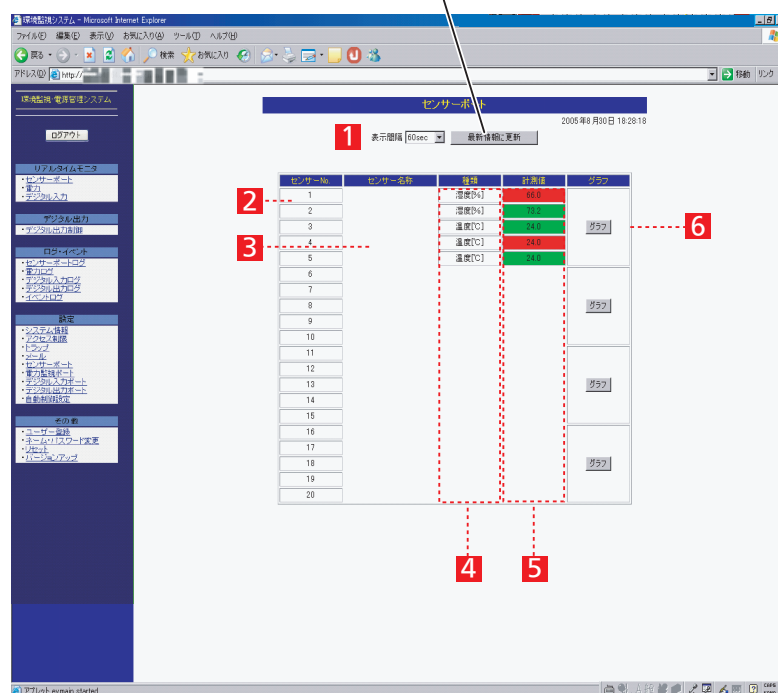 環境監視システム - Microsoft Internet Explorer
ファイル(F) 編集(E) 表示(V) お気に入り(A) ツール(T) ヘルプ(H)
戻る 検索 お気に入り
アドレス(D) http:// 移動 リンク
環境監視・電源管理システム
ログアウト
リアルタイムモニタ
・センサーポート
・電力
・デジタル入力
デジタル出力
・デジタル出力制御
ログ・イベント
・センサーポートログ
・電力ログ
・デジタル入力ログ
・デジタル出力ログ
・イベントログ
設定
・システム情報
・アクセス制限
・トラップ
・メール
・センサーポート
・電力監視ポート
・デジタル入力ポート
・デジタル出力ポート
・自動制御設定
その他
・ユーザー登録
・ネーム・パスワード変更
・リセット
・バージョンアップ
センサーポート
2005年8月30日 18:28:18
1 表示間隔 60sec 最新情報に更新
センサーNo. センサー名称 種類 計測値 グラフ
2
3
1 湿度[%] 66.0
2 湿度[%] 73.2
3 温度[℃] 24.0 グラフ
4 温度[℃] 24.0
5 温度[℃] 24.0
6
6
7
8 グラフ
9
10
11
12
13 グラフ
14
15
16
17
18 グラフ
19
20
4 5
アプレット evmain started